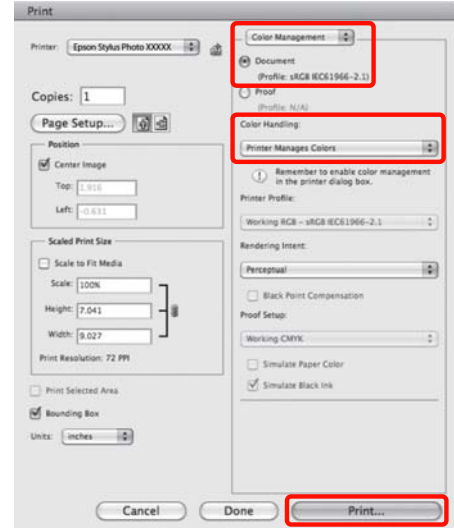 Print
Printer: Epson Stylus Photo XXXXX
Copies: 1
Page Setup...
Position
Center Image
Top: 1.916
Left: -0.631
Scaled Print Size
Scale to Fit Media
Scale: 100%
Height: 7.041
Width: 9.027
Print Resolution: 72 PPI
Print Selected Area
Bounding Box
Units: inches
Color Management
Document
(Profile: sRGB IEC61966-2.1)
Proof
(Profile: N/A)
Color Handling:
Printer Manages Colors
Remember to enable color management
in the printer dialog box.
Printer Profile:
Working RGB - sRGB IEC61966-2.1
Rendering Intent:
Perceptual
Black Point Compensation
Proof Setup:
Working CMYK
Simulate Paper Color
Simulate Black Ink
Cancel
Done
Print...